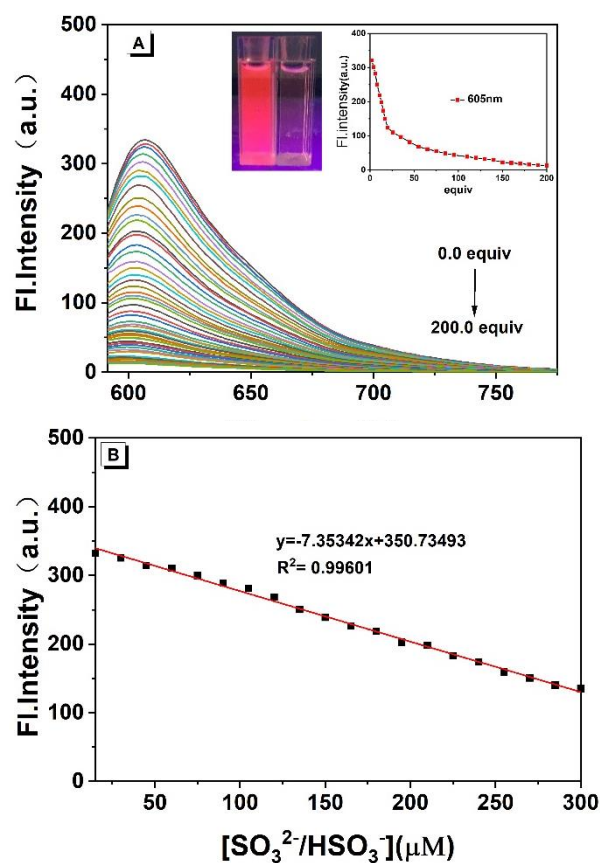 A
Fl.Intensity（a.u.）
500
400
300
200
100
0
600
650
700
750
0.0 equiv
200.0 equiv
Fl.intensity(a.u.)
400
300
200
100
0
0
50
100
150
200
equiv
605nm
B
Fl.Intensity（a.u.）
500
400
300
200
100
0
50
100
150
200
250
300
y=-7.35342x+350.73493
R²= 0.99601
[SO₃²⁻/HSO₃⁻](μM)